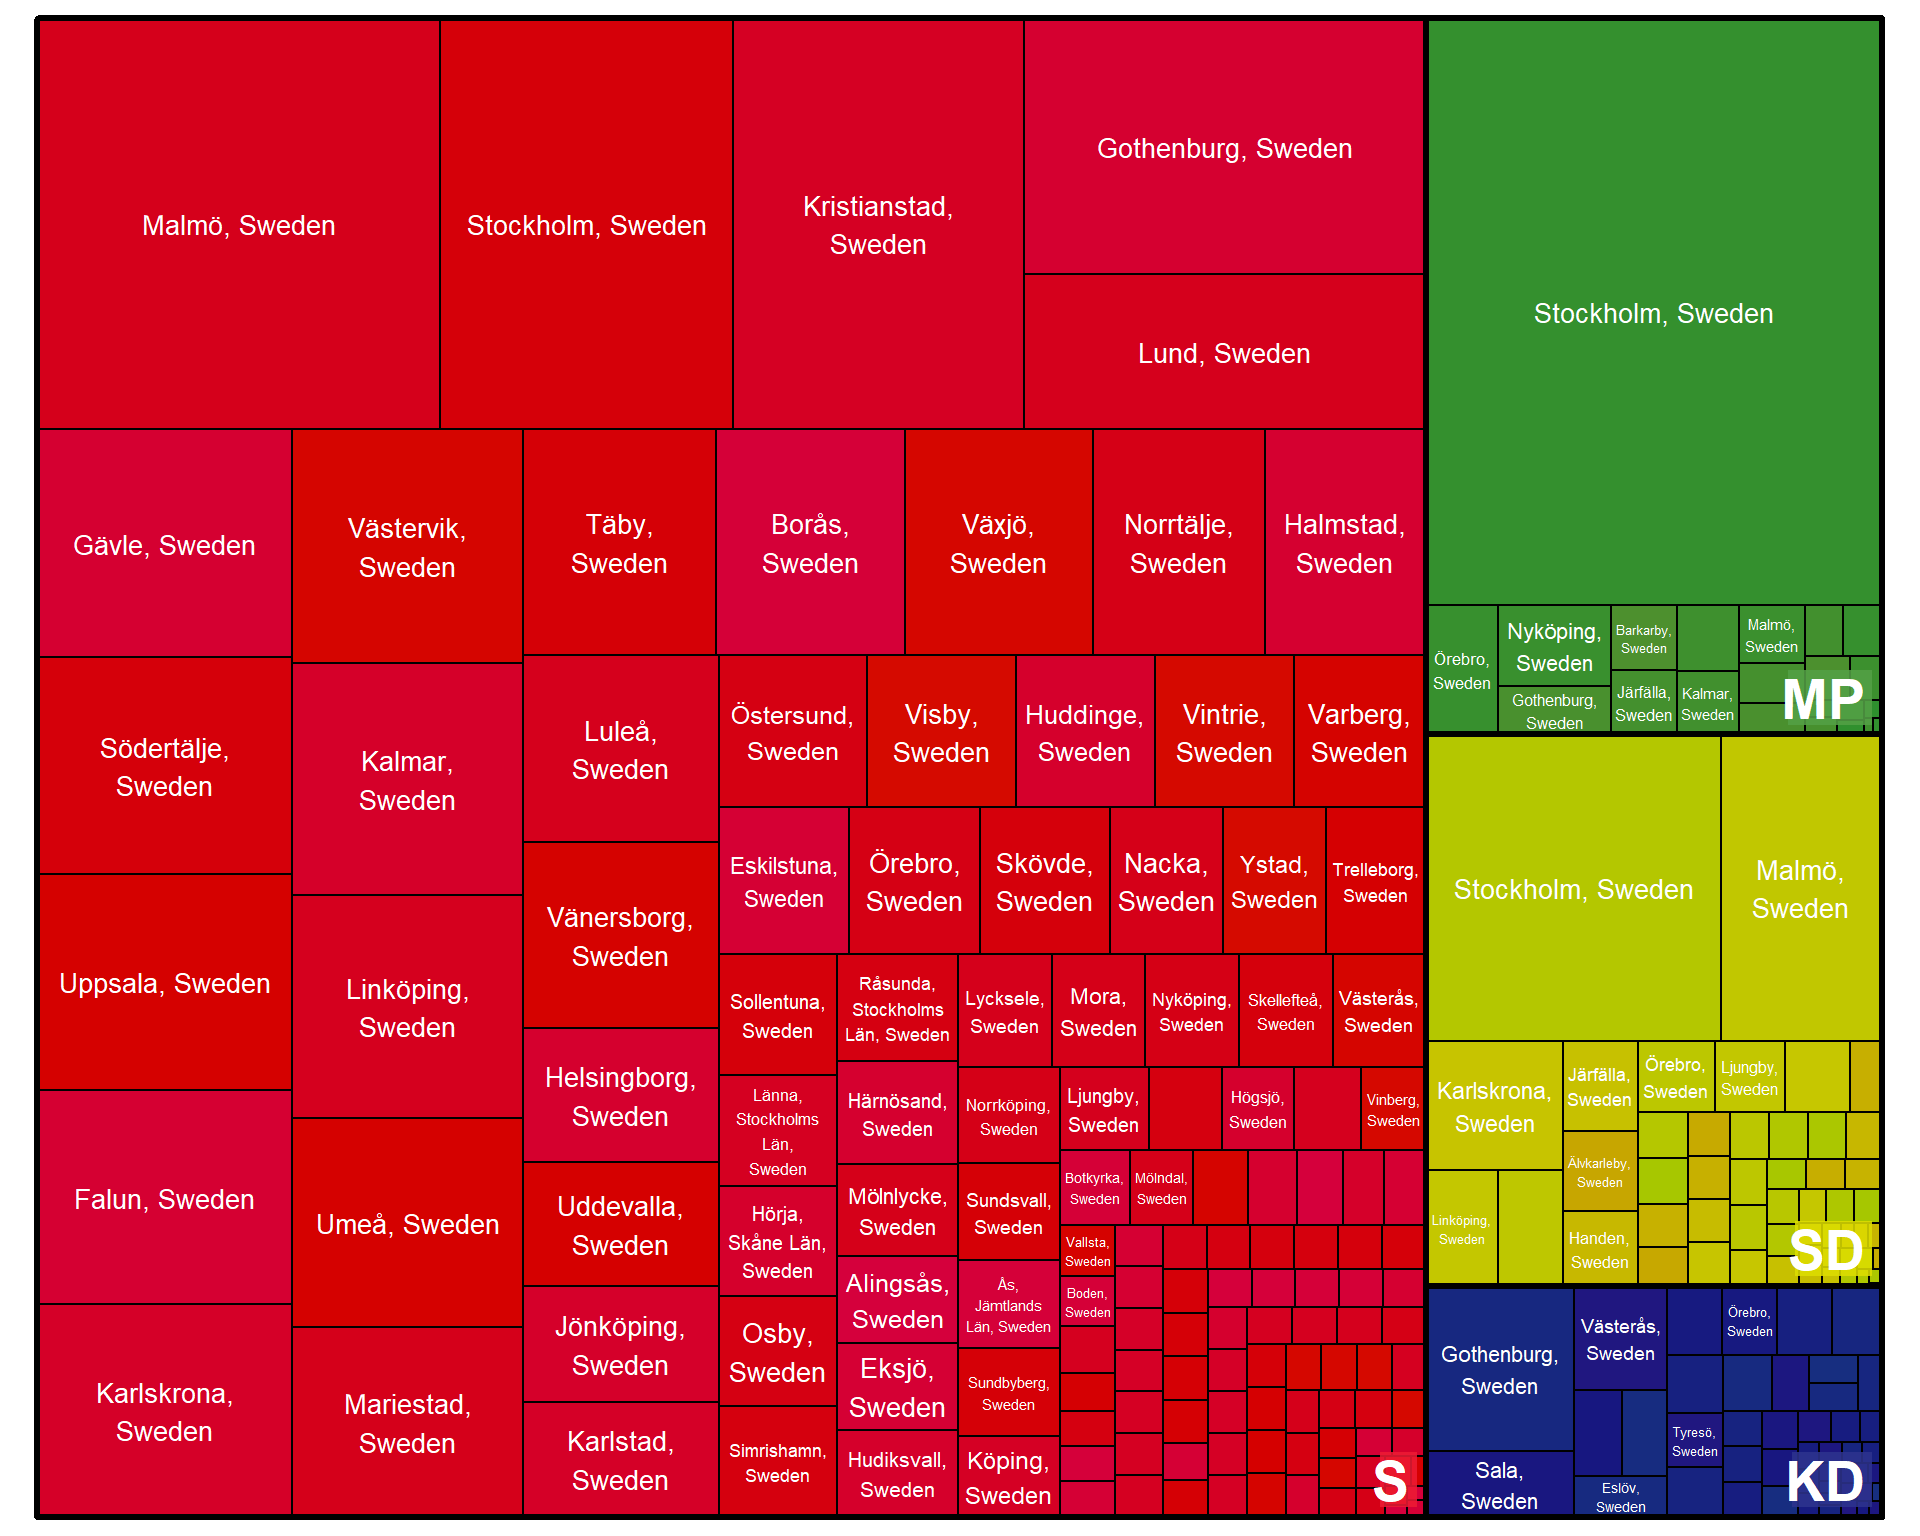 Malmö, Sweden
Stockholm, Sweden
Kristianstad,
Sweden
Gothenburg, Sweden
Lund, Sweden
Gävle, Sweden
Västervik,
Sweden
Täby,
Sweden
Borås,
Sweden
Växjö,
Sweden
Norrtälje,
Sweden
Halmstad,
Sweden
Södertälje,
Sweden
Kalmar,
Sweden
Luleå,
Sweden
Östersund,
Sweden
Visby,
Sweden
Huddinge,
Sweden
Vintrie,
Sweden
Varberg,
Sweden
Eskilstuna,
Sweden
Örebro,
Sweden
Skövde,
Sweden
Nacka,
Sweden
Ystad,
Sweden
Trelleborg,
Sweden
Uppsala, Sweden
Linköping,
Sweden
Vänersborg,
Sweden
Sollentuna,
Sweden
Råsunda,
Stockholms
Län, Sweden
Lycksele,
Sweden
Mora,
Sweden
Nyköping,
Sweden
Skellefteå,
Sweden
Västerås,
Sweden
Helsingborg,
Sweden
Länna,
Stockholms
Län,
Sweden
Härnösand,
Sweden
Norrköping,
Sweden
Ljungby,
Sweden
Högsjö,
Sweden
Vinberg,
Sweden
Falun, Sweden
Umeå, Sweden
Uddevalla,
Sweden
Hörja,
Skåne Län,
Sweden
Mölnlycke,
Sweden
Sundsvall,
Sweden
Botkyrka,
Sweden
Mölndal,
Sweden
Vallsta,
Sweden
Alingsås,
Sweden
Ås,
Jämtlands
Län, Sweden
Boden,
Sweden
Karlskrona,
Sweden
Mariestad,
Sweden
Jönköping,
Sweden
Osby,
Sweden
Eksjö,
Sweden
Sundbyberg,
Sweden
Karlstad,
Sweden
Simrishamn,
Sweden
Hudiksvall,
Sweden
Köping,
Sweden
S
Stockholm, Sweden
Örebro,
Sweden
Nyköping,
Sweden
Gothenburg,
Sweden
Barkarby,
Sweden
Järfälla,
Sweden
Kalmar,
Sweden
Malmö,
Sweden
MP
Stockholm, Sweden
Malmö,
Sweden
Karlskrona,
Sweden
Järfälla,
Sweden
Örebro,
Sweden
Ljungby,
Sweden
Älvkarleby,
Sweden
Linköping,
Sweden
Handen,
Sweden
SD
Gothenburg,
Sweden
Västerås,
Sweden
Örebro,
Sweden
Tyresö,
Sweden
Sala,
Sweden
Eslöv,
Sweden
KD